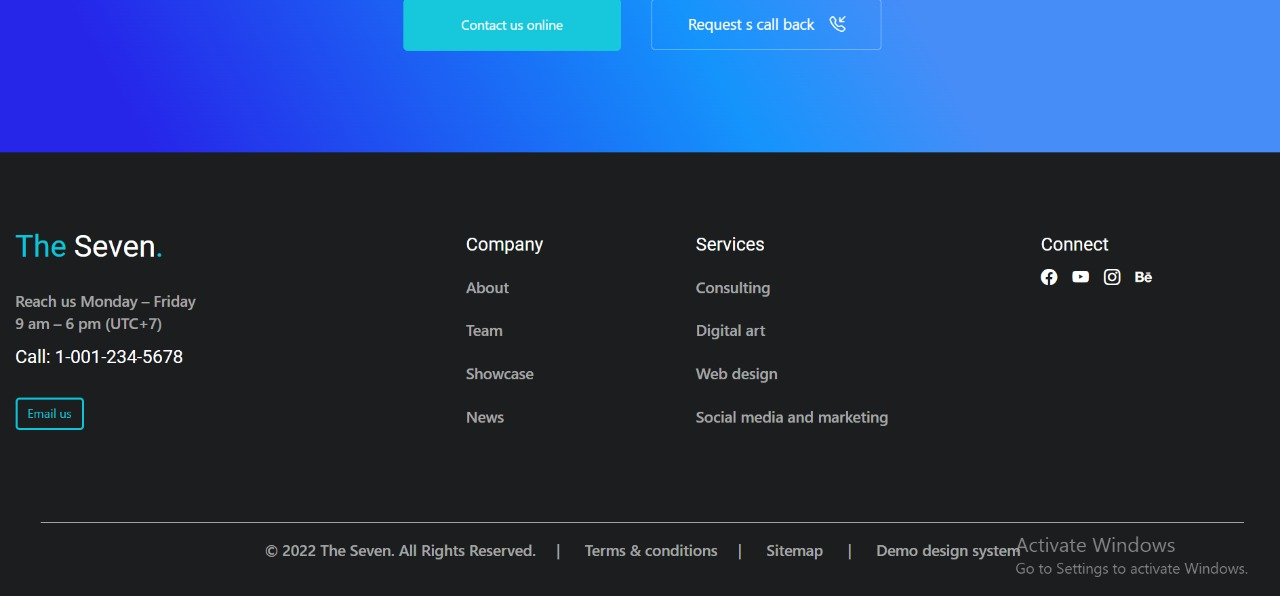 Contact us online
Request s call back
The Seven.
Reach us Monday – Friday
9 am – 6 pm (UTC+7)
Call: 1-001-234-5678
Email us
Company
About
Team
Showcase
News
Services
Consulting
Digital art
Web design
Social media and marketing
Connect
Bē
© 2022 The Seven. All Rights Reserved. | Terms & conditions | Sitemap | Demo design system
Activate Windows
Go to Settings to activate Windows.